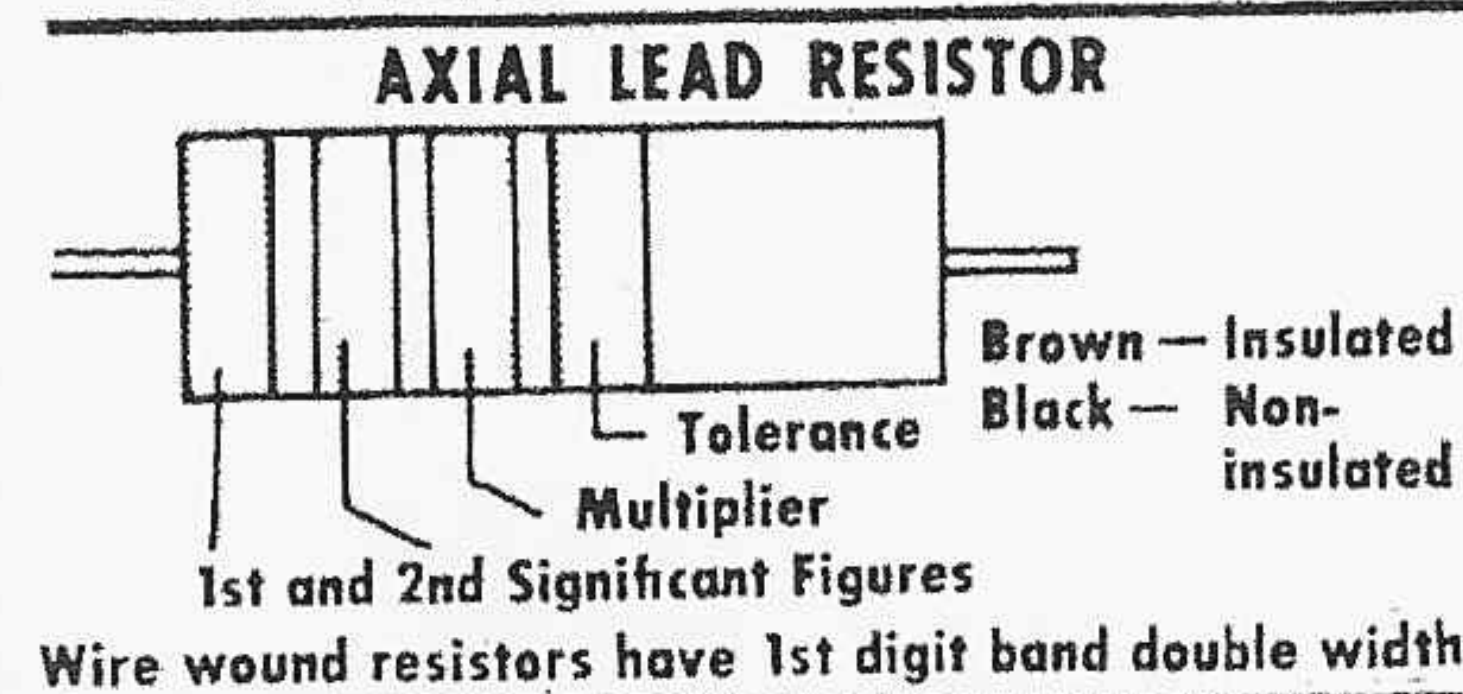 AXIAL LEAD RESISTOR
Brown — Insulated
Black — Non-
insulated
Tolerance
Multiplier
1st and 2nd Significant Figures
Wire wound resistors have 1st digit band double width